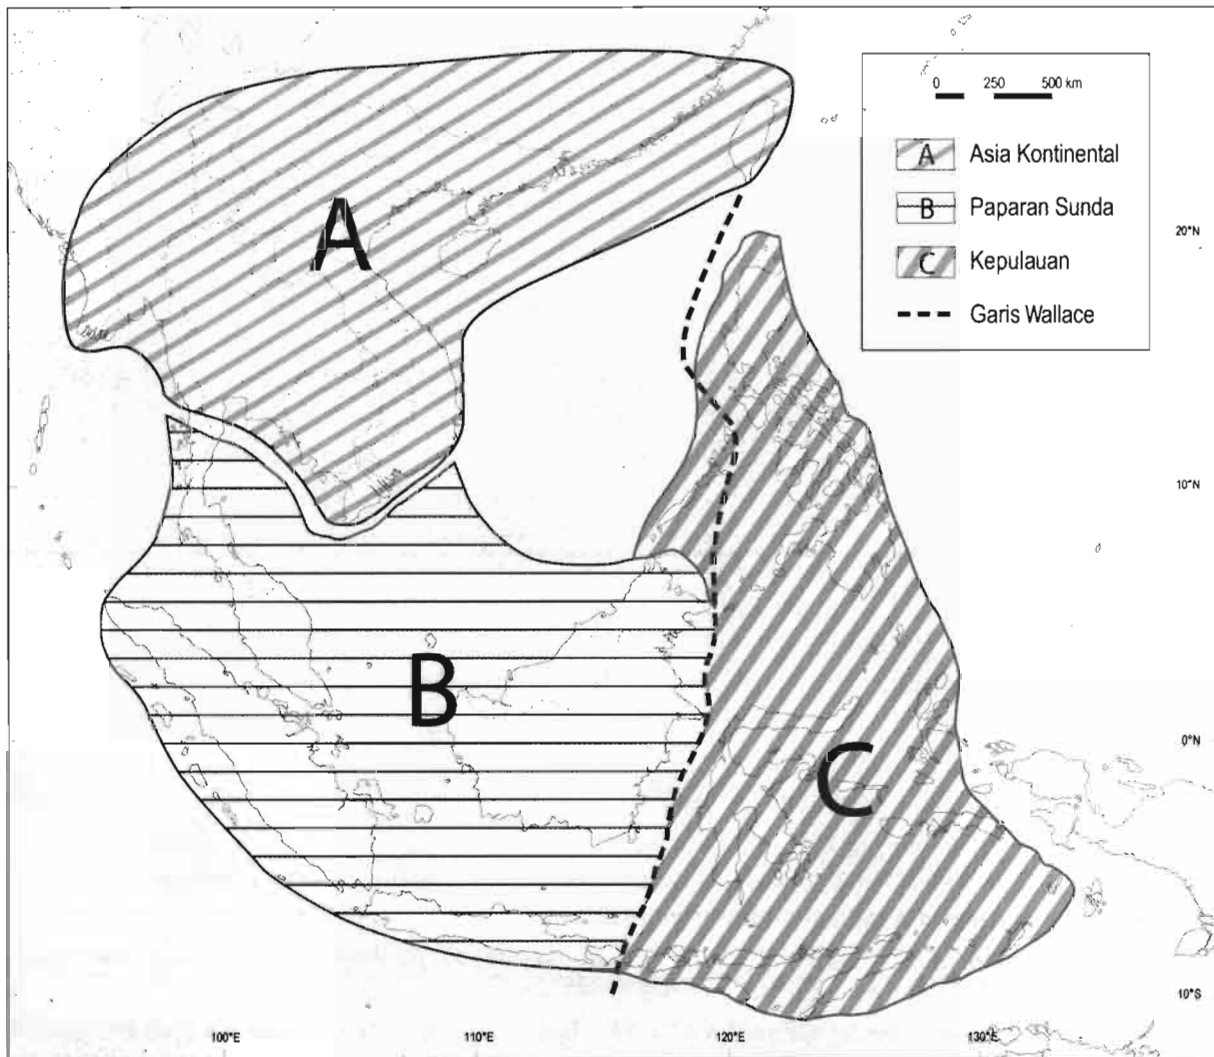 0 250 500 km
A Asia Kontinental
B Paparan Sunda
C Kepulauan
Garis Wallace
A
B
C
20°N
10°N
0°N
10°S
100°E 110°E 120°E 130°E